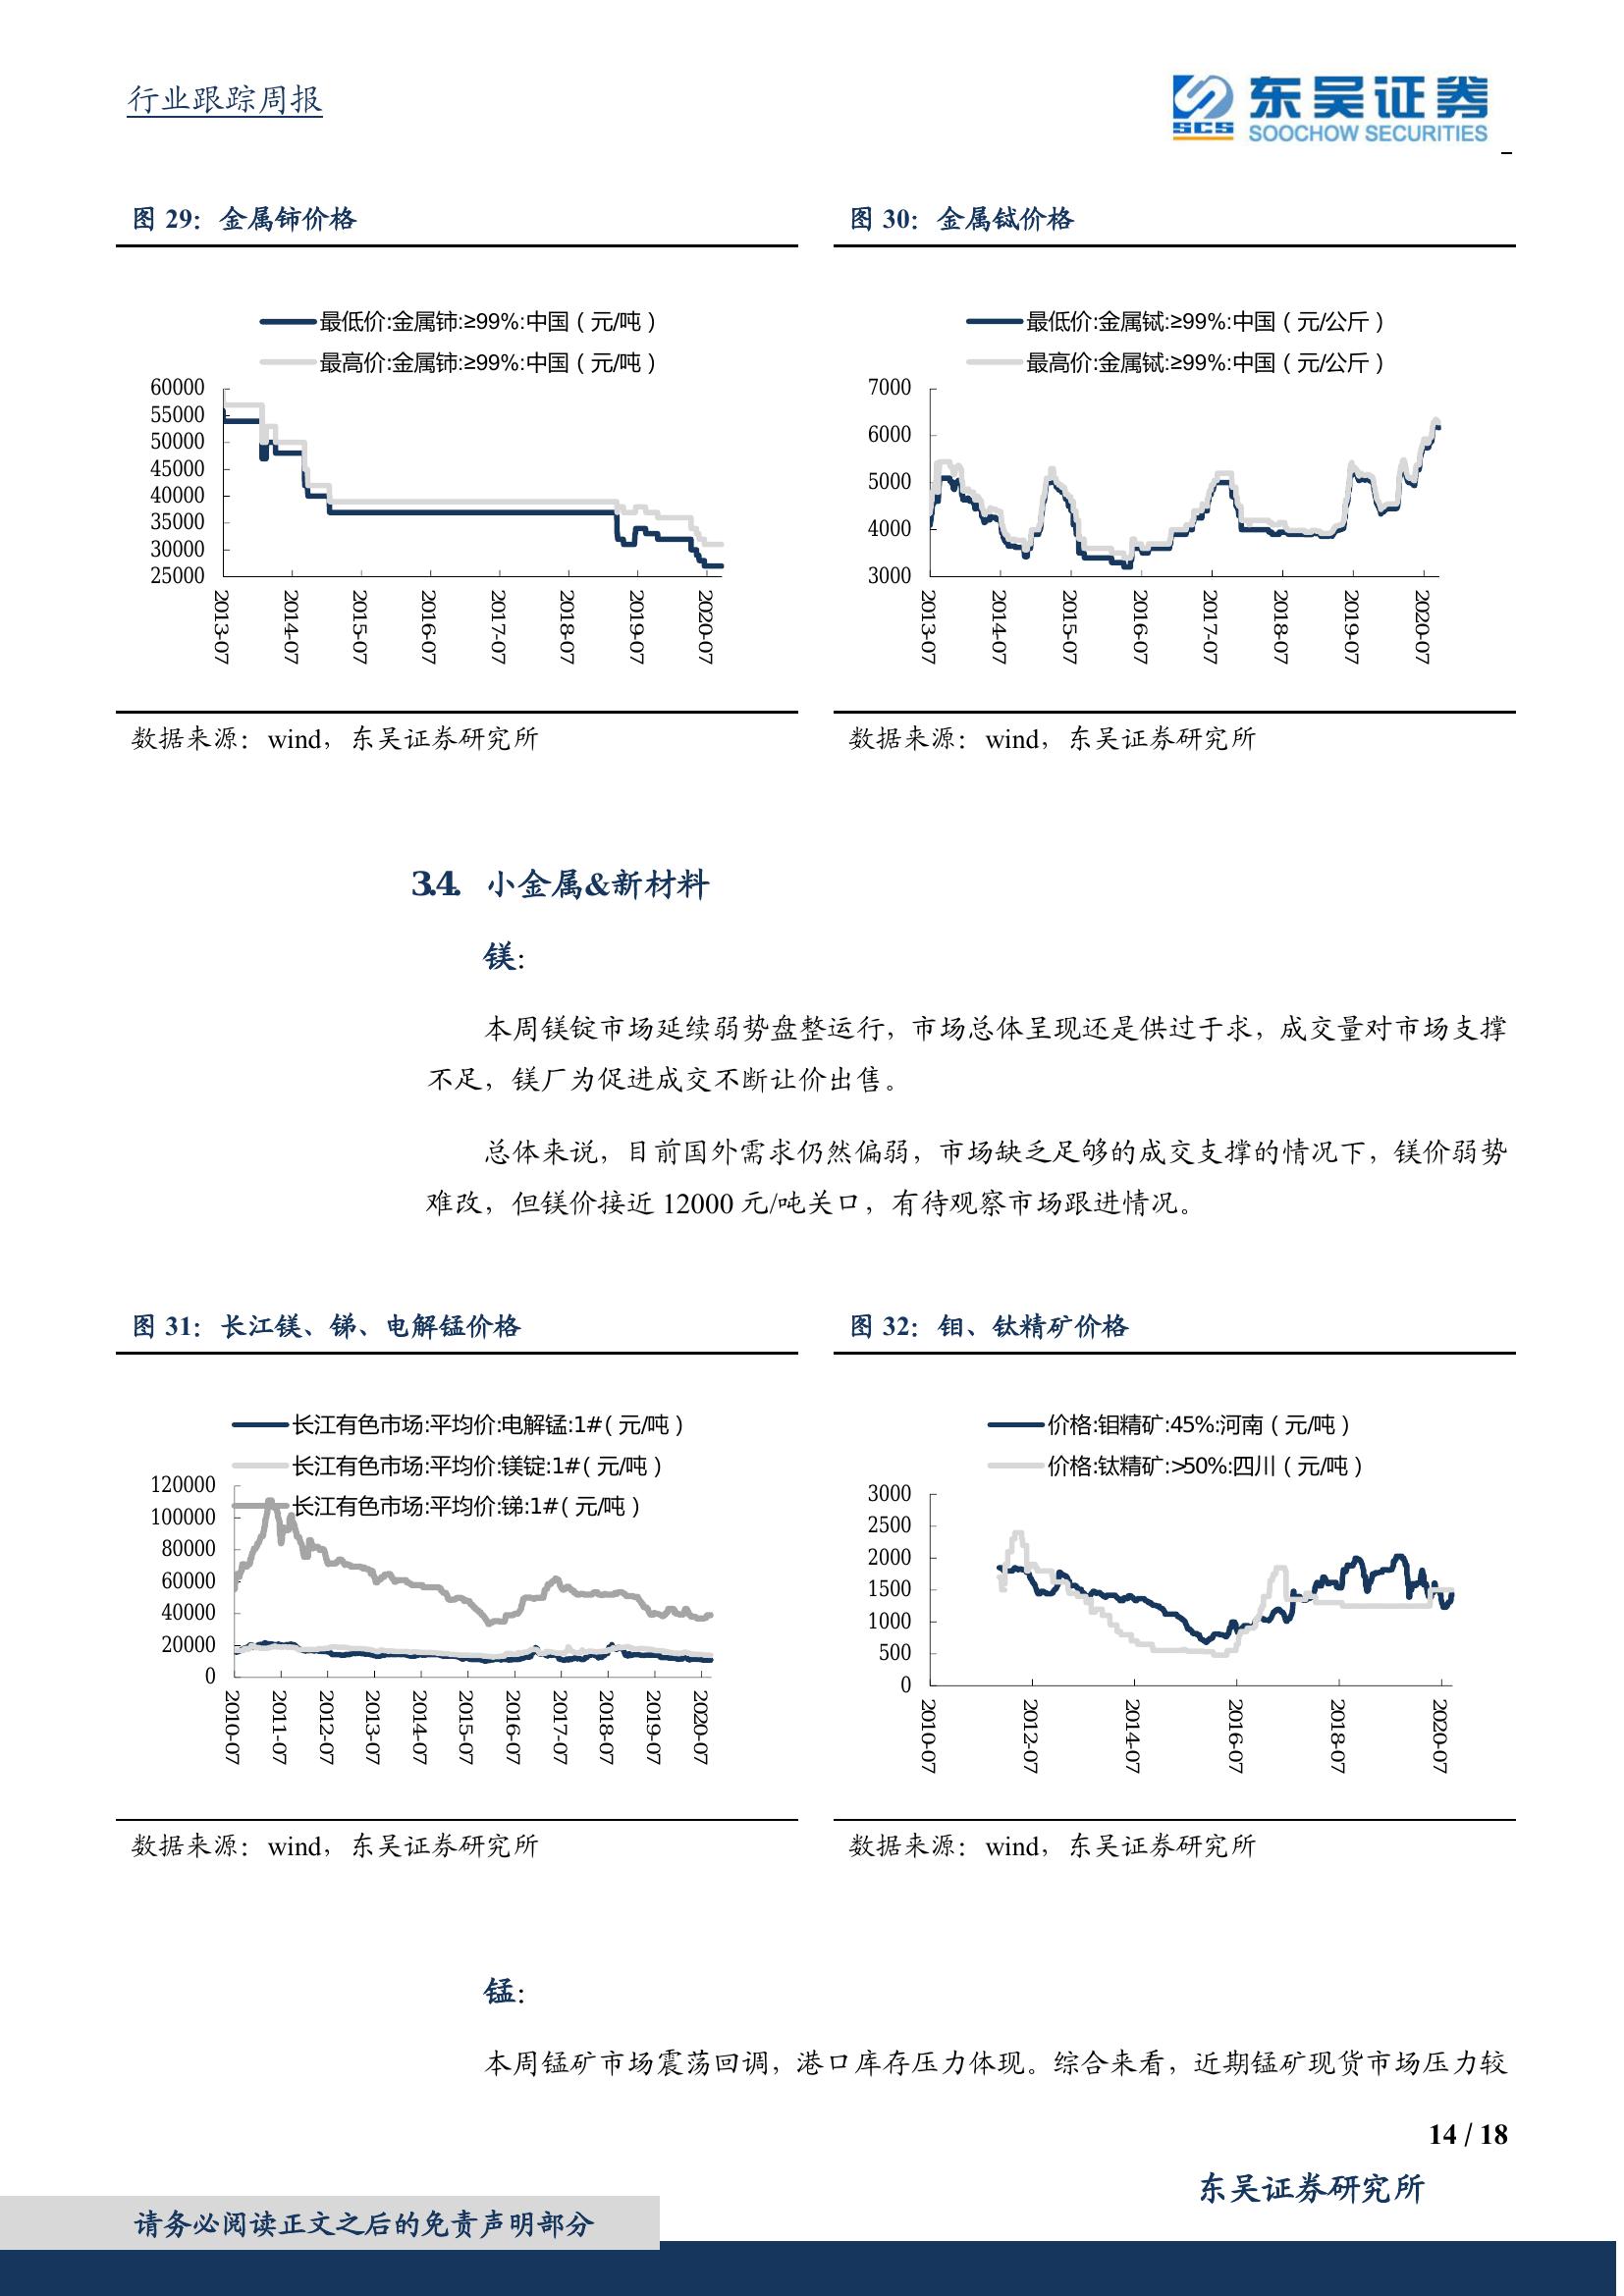 行业跟踪周报
东吴证券
SCS
SOOCHOW SECURITIES
图 29：金属铈价格
最低价:金属铈:≥99%:中国（元/吨）
最高价:金属铈:≥99%:中国（元/吨）
60000
55000
50000
45000
40000
35000
30000
25000
2013-07
2014-07
2015-07
2016-07
2017-07
2018-07
2019-07
2020-07
数据来源：wind，东吴证券研究所
图 30：金属铽价格
最低价:金属铽:≥99%:中国（元/公斤）
最高价:金属铽:≥99%:中国（元/公斤）
7000
6000
5000
4000
3000
2013-07
2014-07
2015-07
2016-07
2017-07
2018-07
2019-07
2020-07
数据来源：wind，东吴证券研究所
3.4. 小金属&新材料
镁：
本周镁锭市场延续弱势盘整运行，市场总体呈现还是供过于求，成交量对市场支撑
不足，镁厂为促进成交不断让价出售。
总体来说，目前国外需求仍然偏弱，市场缺乏足够的成交支撑的情况下，镁价弱势
难改，但镁价接近 12000 元/吨关口，有待观察市场跟进情况。
图 31：长江镁、锑、电解锰价格
长江有色市场:平均价:电解锰:1#（元/吨）
长江有色市场:平均价:镁锭:1#（元/吨）
长江有色市场:平均价:锑:1#（元/吨）
120000
100000
80000
60000
40000
20000
0
2010-07
2011-07
2012-07
2013-07
2014-07
2015-07
2016-07
2017-07
2018-07
2019-07
2020-07
数据来源：wind，东吴证券研究所
图 32：钼、钛精矿价格
价格:钼精矿:45%:河南（元/吨）
价格:钛精矿:>50%:四川（元/吨）
3000
2500
2000
1500
1000
500
0
2010-07
2012-07
2014-07
2016-07
2018-07
2020-07
数据来源：wind，东吴证券研究所
锰：
本周锰矿市场震荡回调，港口库存压力体现。综合来看，近期锰矿现货市场压力较
14 / 18
东吴证券研究所
请务必阅读正文之后的免责声明部分